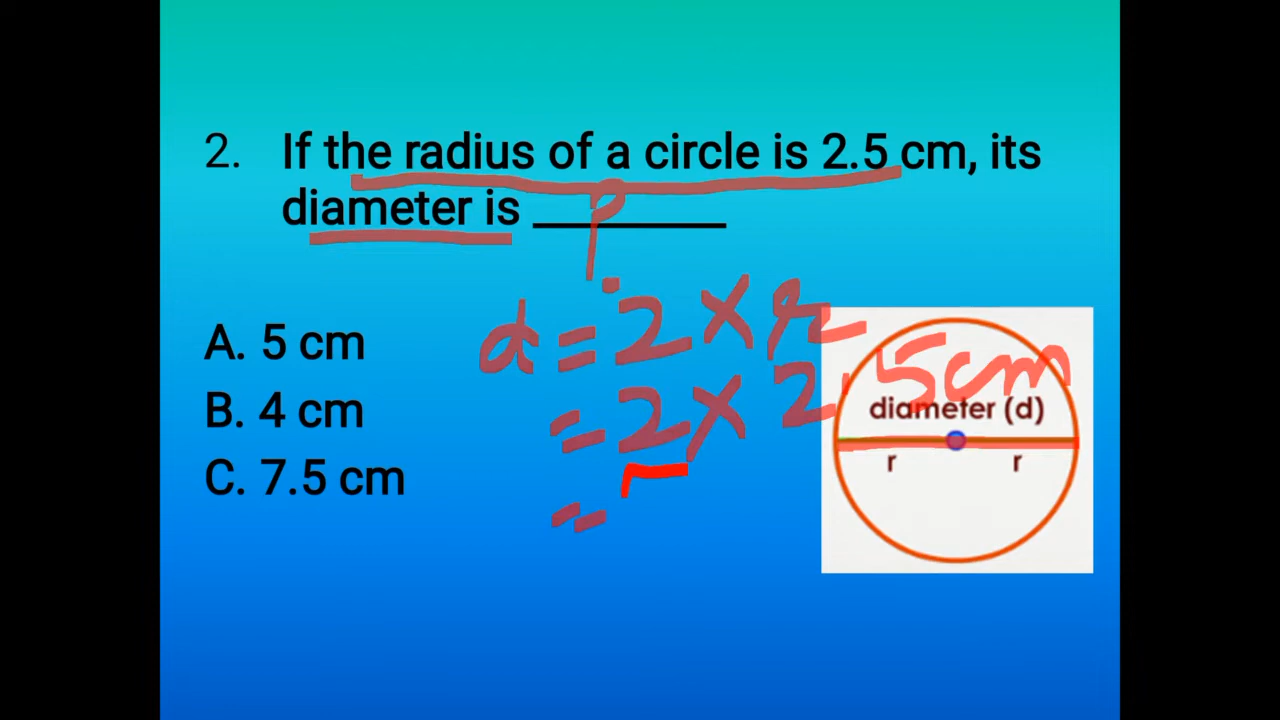 2. If the radius of a circle is 2.5 cm, its
diameter is ________
A. 5 cm
B. 4 cm
C. 7.5 cm
d = 2 × r
= 2 × 2.5cm
=
diameter (d)
r r